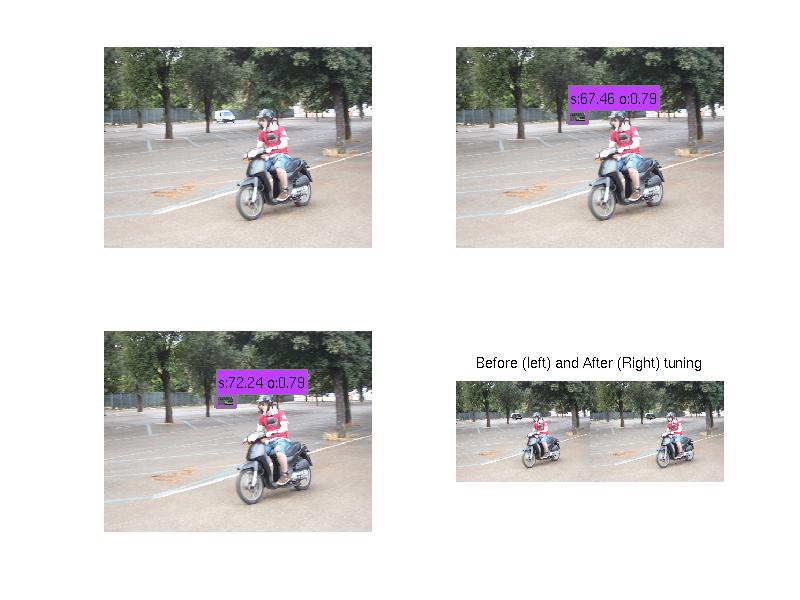 s:67.46 o:0.79
s:72.24 o:0.79
Before (left) and After (Right) tuning